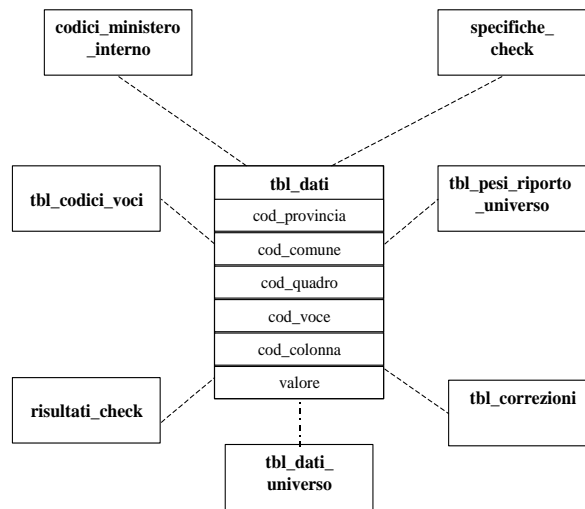 codici_ministero
_interno
specifiche_
check
tbl_codici_voci
tbl_dati
cod_provincia
cod_comune
cod_quadro
cod_voce
cod_colonna
valore
tbl_pesi_riporto
_universo
risultati_check
tbl_correzioni
tbl_dati_
universo